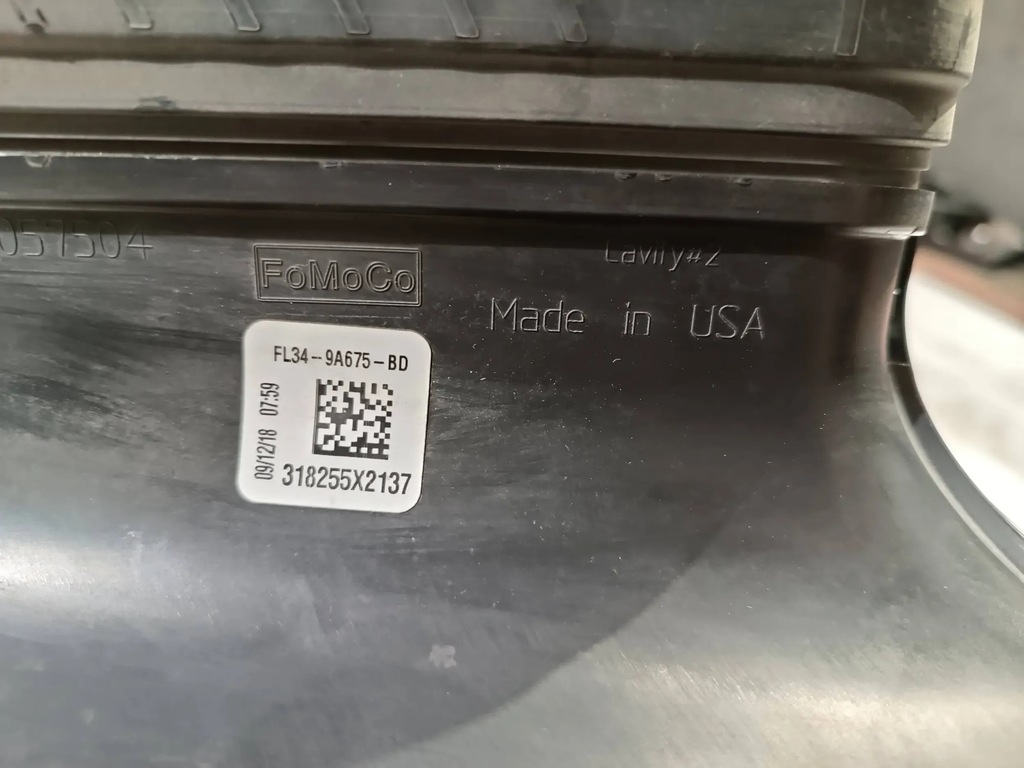 057504
FoMoCo
Cavity#2
Made in USA
FL34-9A675-BD
09/12/18 07:59
318255X2137